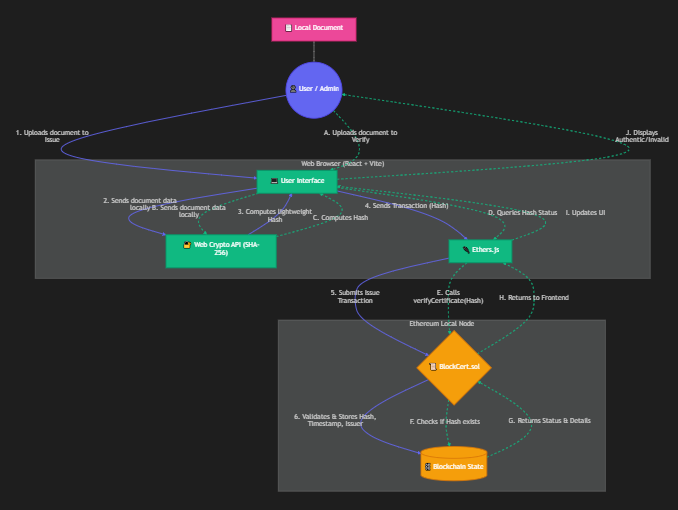 Local Document
User / Admin
1. Uploads document to
Issue
A. Uploads document to
Verify
J. Displays
Authentic/Invalid
Web Browser (React + Vite)
User Interface
2. Sends document data
locally
B. Sends document data
locally
3. Computes lightweight
Hash
C. Computes Hash
4. Sends Transaction (Hash)
D. Queries Hash Status
I. Updates UI
Web Crypto API (SHA-
256)
Ethers.js
5. Submits Issue
Transaction
E. Calls
verifyCertificate(Hash)
H. Returns to Frontend
Ethereum Local Node
BlockCert.sol
6. Validates & Stores Hash,
Timestamp, Issuer
F. Checks if Hash exists
G. Returns Status & Details
Blockchain State